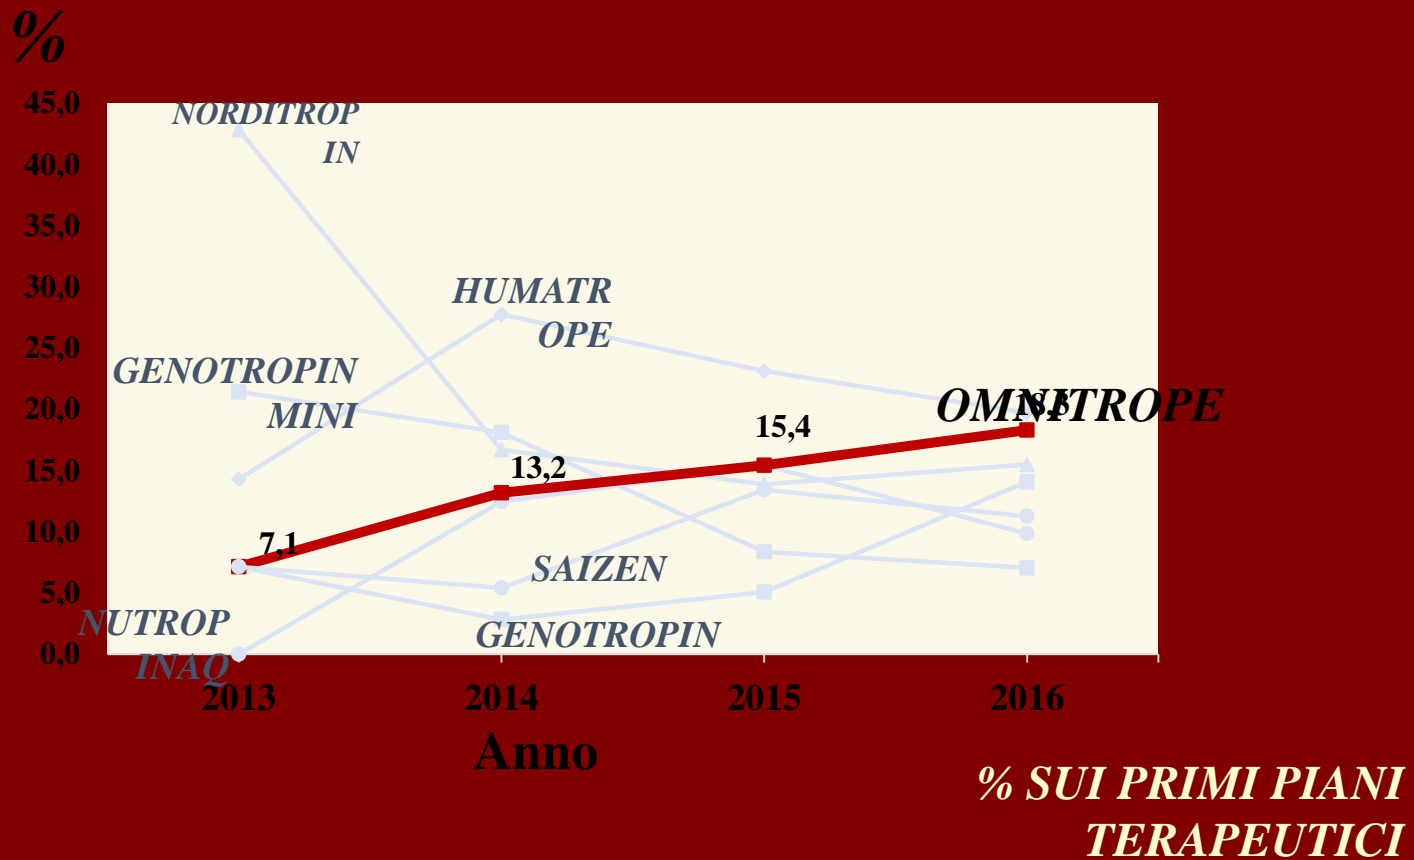 %
45,0
40,0
35,0
30,0
25,0
20,0
15,0
10,0
5,0
0,0
NORDITROP
IN
HUMATR
OPE
GENOTROPIN
MINI
OMNITROPE
18,3
15,4
13,2
7,1
SAIZEN
GENOTROPIN
NUTROP
INAQ
2013
2014
2015
2016
Anno
% SUI PRIMI PIANI
TERAPEUTICI